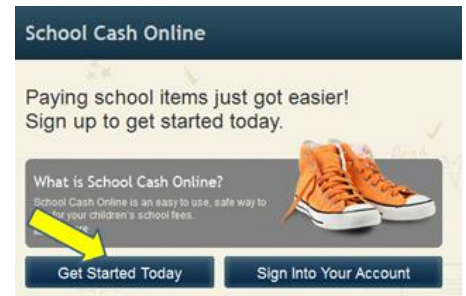 School Cash Online
Paying school items just got easier!
Sign up to get started today.
What is School Cash Online?
School Cash Online is an easy to use, safe way to
for your children's school fees.
Get Started Today
Sign Into Your Account